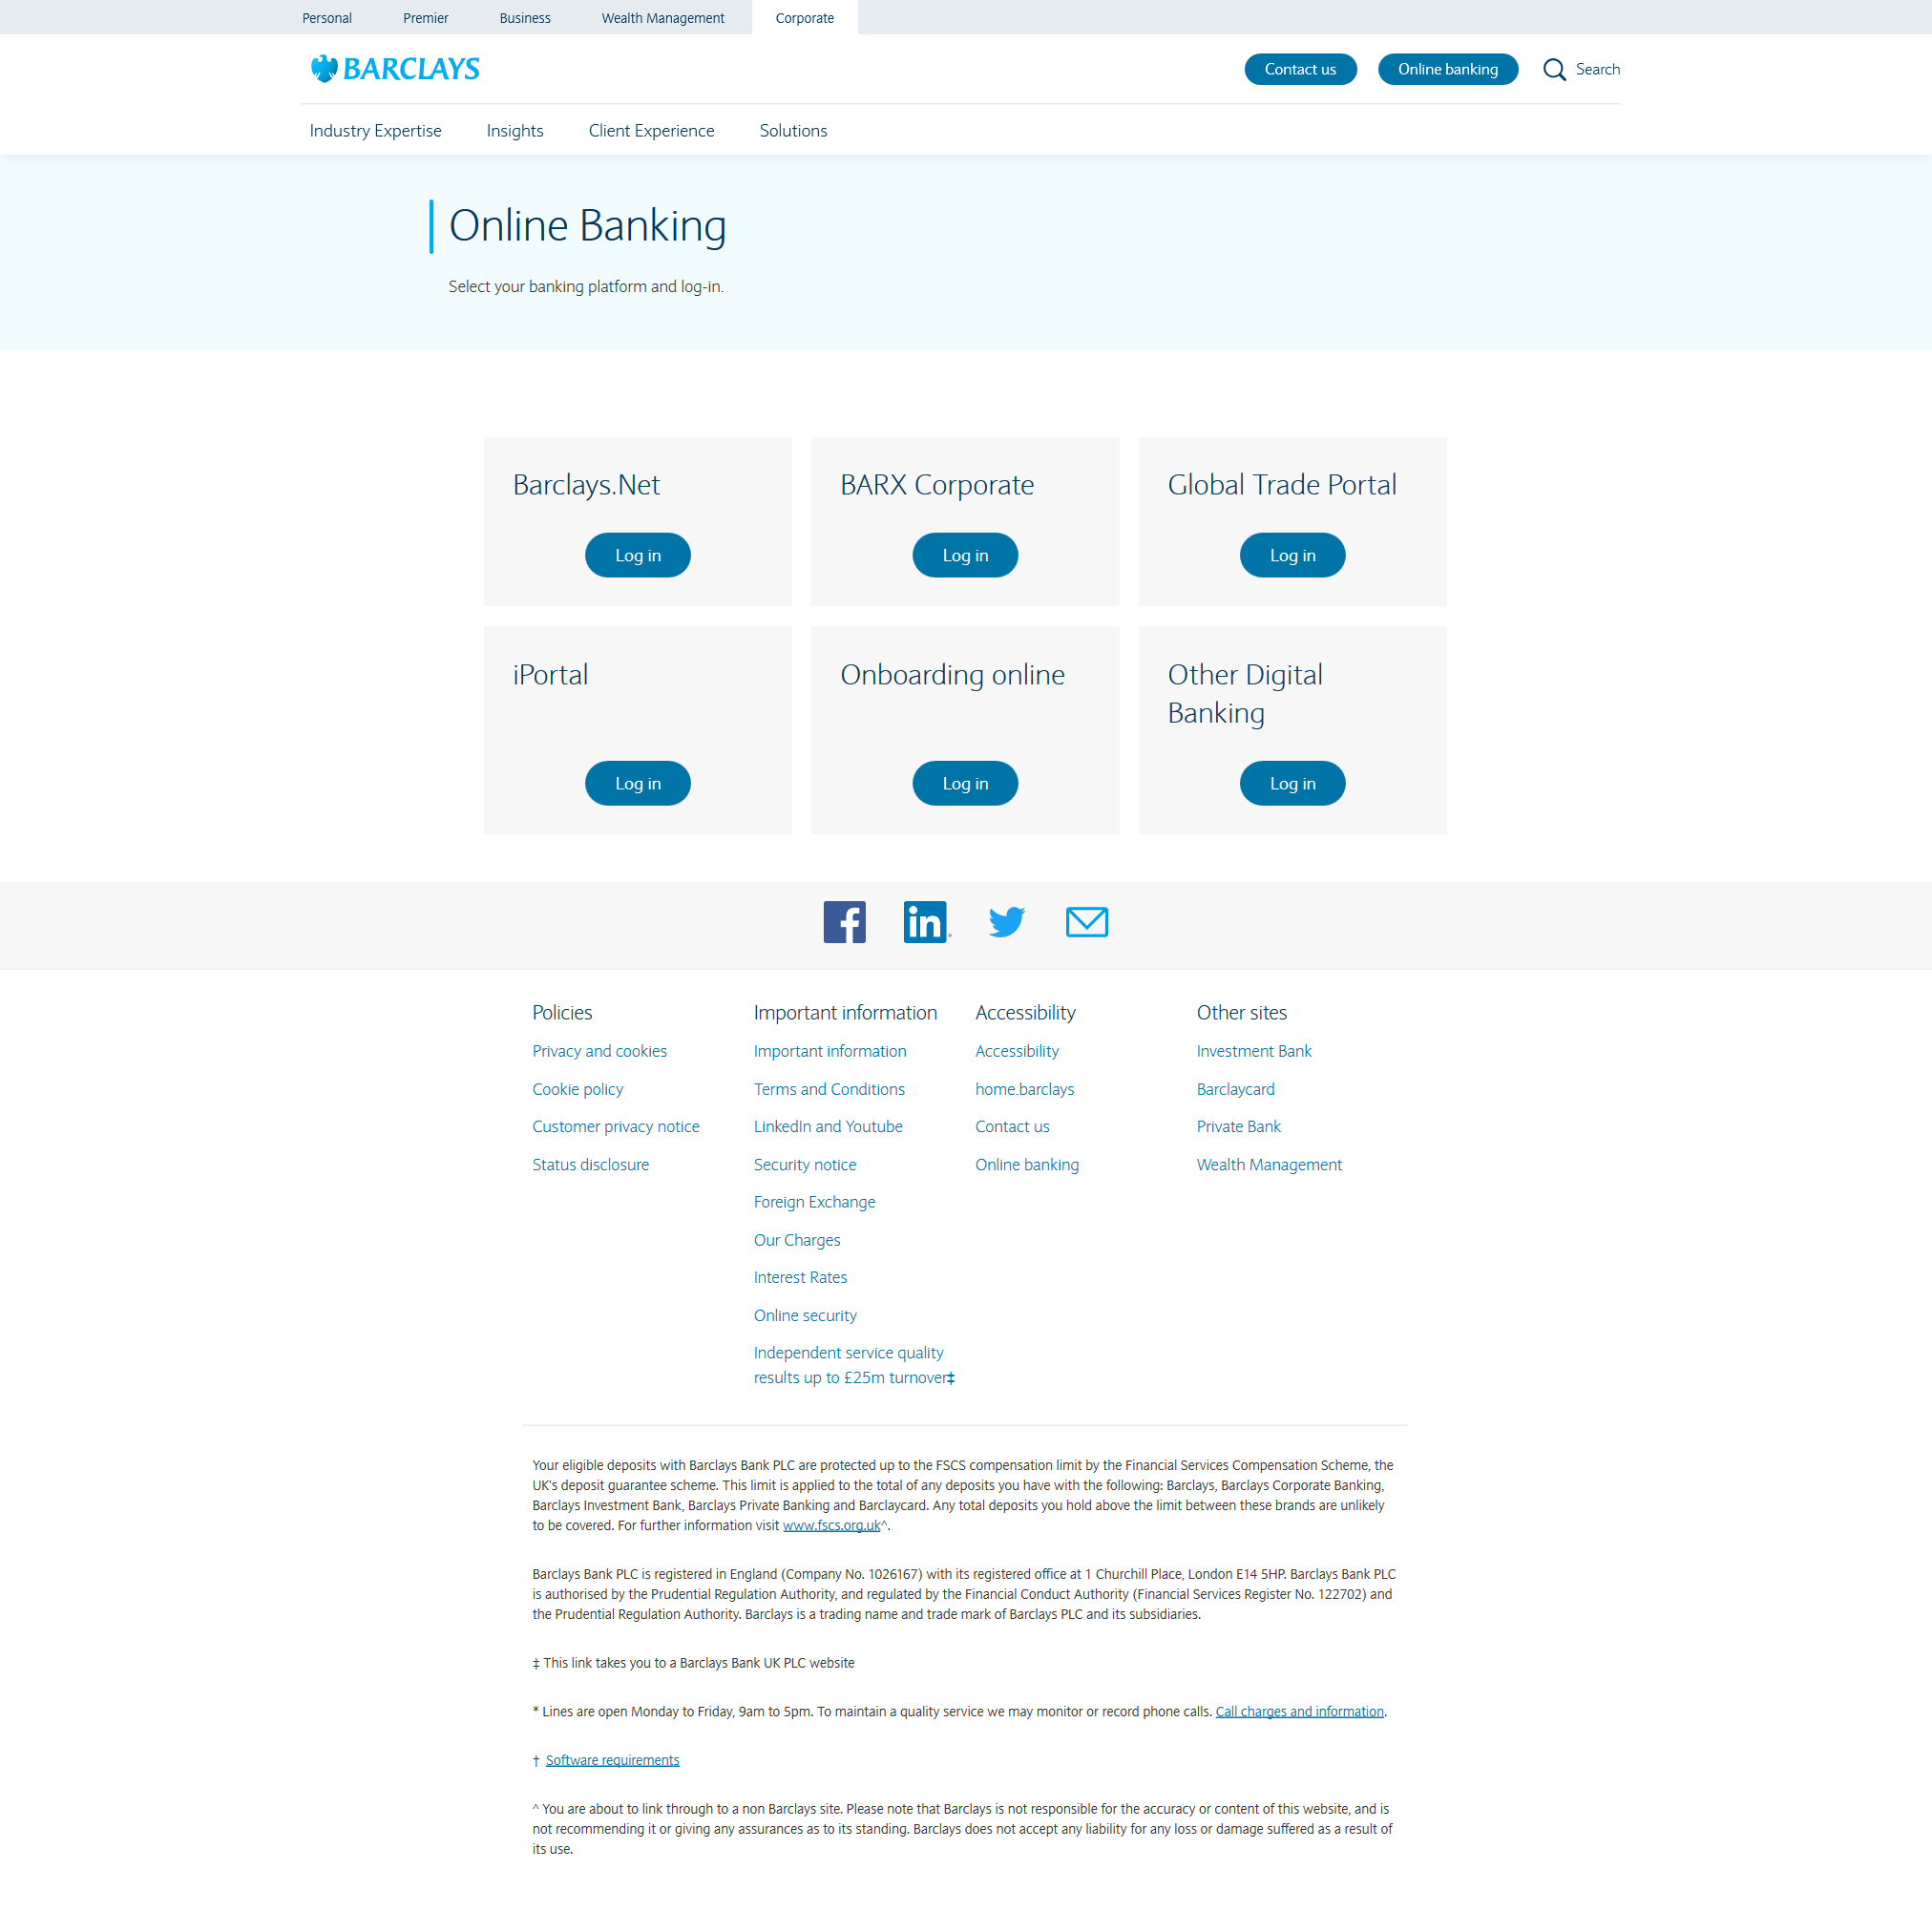 Personal Premier Business Wealth Management Corporate
BARCLAYS
Contact us Online banking Search
Industry Expertise Insights Client Experience Solutions
Online Banking
Select your banking platform and log-in.
Barclays.Net
Log in
BARX Corporate
Log in
Global Trade Portal
Log in
iPortal
Log in
Onboarding online
Log in
Other Digital
Banking
Log in
Policies
Privacy and cookies
Cookie policy
Customer privacy notice
Status disclosure
Important information
Important information
Terms and Conditions
LinkedIn and Youtube
Security notice
Foreign Exchange
Our Charges
Interest Rates
Online security
Independent service quality
results up to £25m turnover‡
Accessibility
Accessibility
home.barclays
Contact us
Online banking
Other sites
Investment Bank
Barclaycard
Private Bank
Wealth Management
Your eligible deposits with Barclays Bank PLC are protected up to the FSCS compensation limit by the Financial Services Compensation Scheme, the
UK's deposit guarantee scheme. This limit is applied to the total of any deposits you have with the following: Barclays, Barclays Corporate Banking,
Barclays Investment Bank, Barclays Private Banking and Barclaycard. Any total deposits you hold above the limit between these brands are unlikely
to be covered. For further information visit www.fscs.org.uk^.
Barclays Bank PLC is registered in England (Company No. 1026167) with its registered office at 1 Churchill Place, London E14 5HP. Barclays Bank PLC
is authorised by the Prudential Regulation Authority, and regulated by the Financial Conduct Authority (Financial Services Register No. 122702) and
the Prudential Regulation Authority. Barclays is a trading name and trade mark of Barclays PLC and its subsidiaries.
‡ This link takes you to a Barclays Bank UK PLC website
* Lines are open Monday to Friday, 9am to 5pm. To maintain a quality service we may monitor or record phone calls. Call charges and information.
† Software requirements
^ You are about to link through to a non Barclays site. Please note that Barclays is not responsible for the accuracy or content of this website, and is
not recommending it or giving any assurances as to its standing. Barclays does not accept any liability for any loss or damage suffered as a result of
its use.